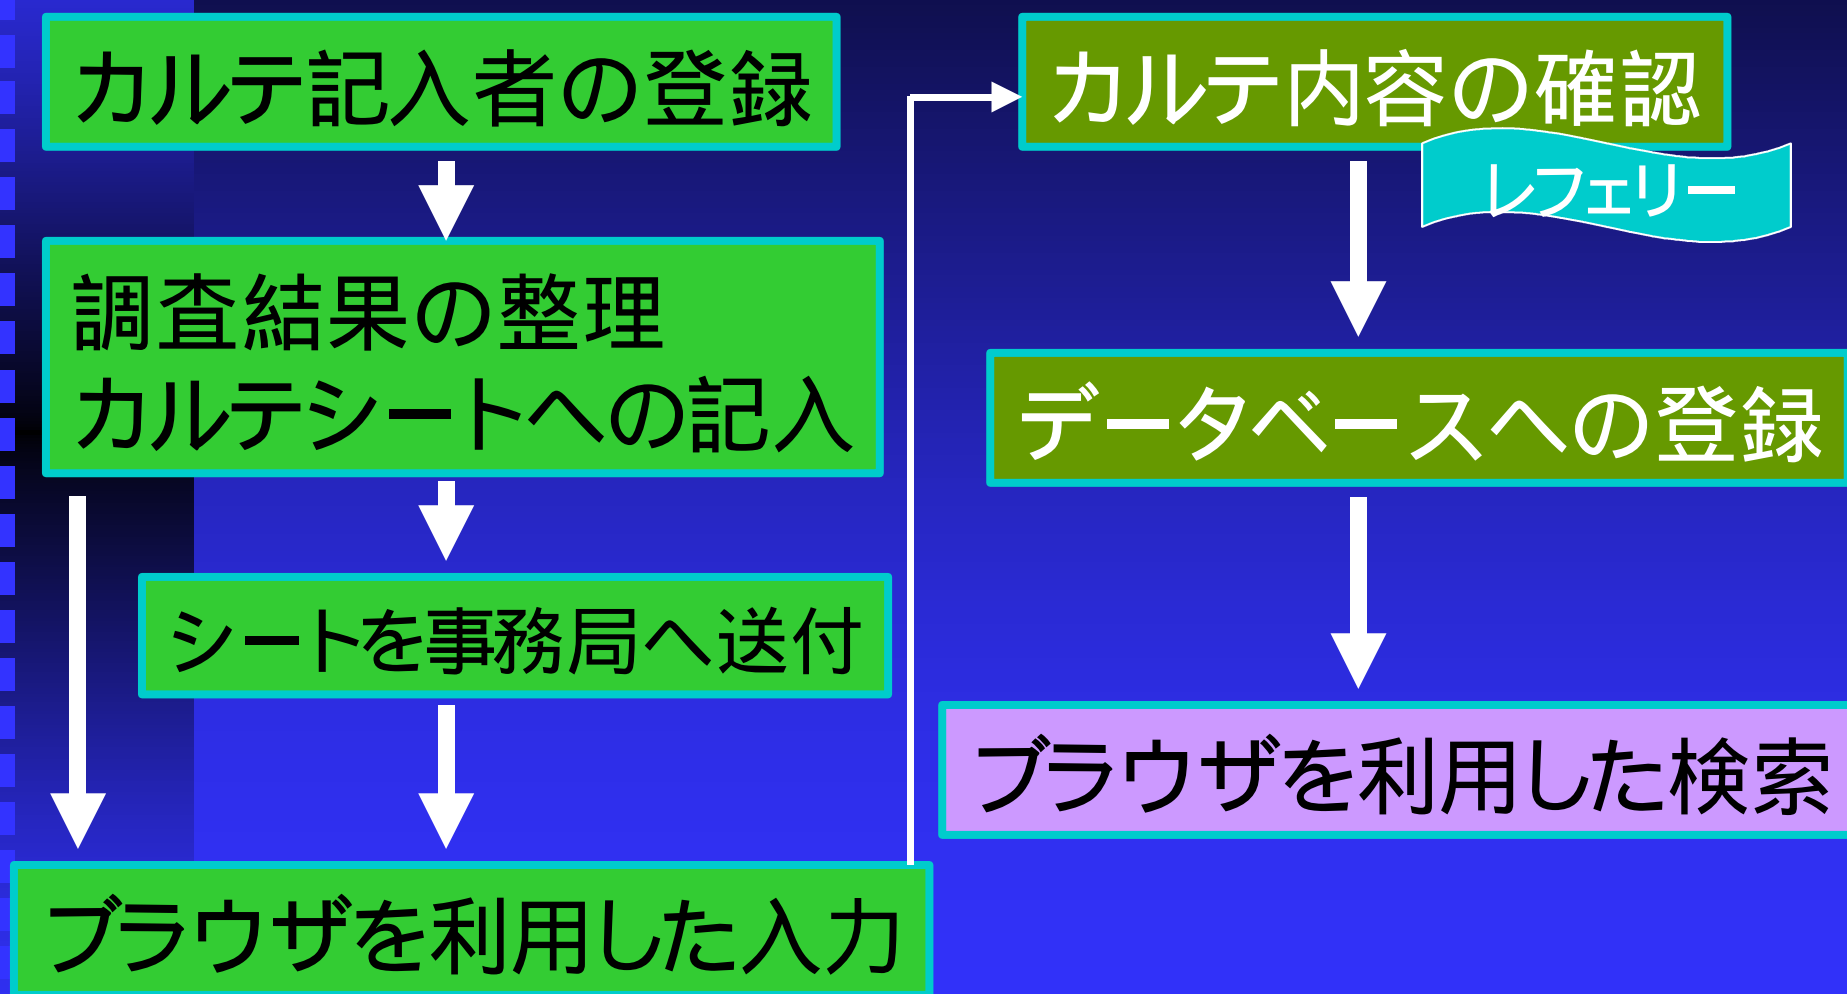 カルテ記入者の登録
調査結果の整理
カルテシートへの記入
シートを事務局へ送付
ブラウザを利用した入力
カルテ内容の確認
レフェリー
データベースへの登録
ブラウザを利用した検索